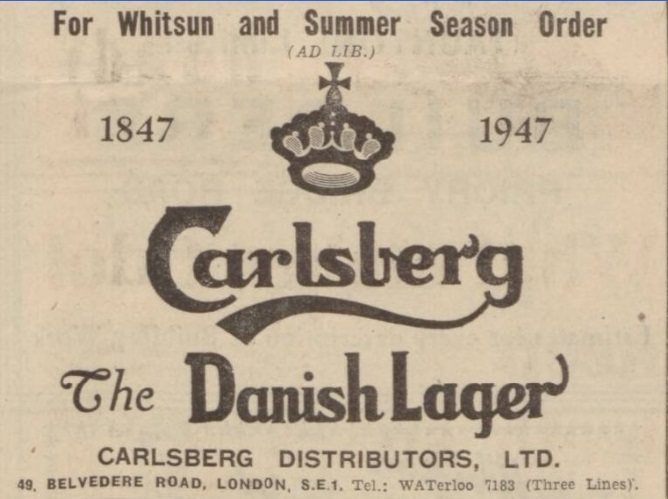 For Whitsun and Summer Season Order
(AD LIB.)
1847 1947
Carlsberg
The Danish Lager
CARLSBERG DISTRIBUTORS, LTD.
49, BELVEDERE ROAD, LONDON, S.E.1. Tel.: WATerloo 7183 (Three Lines).